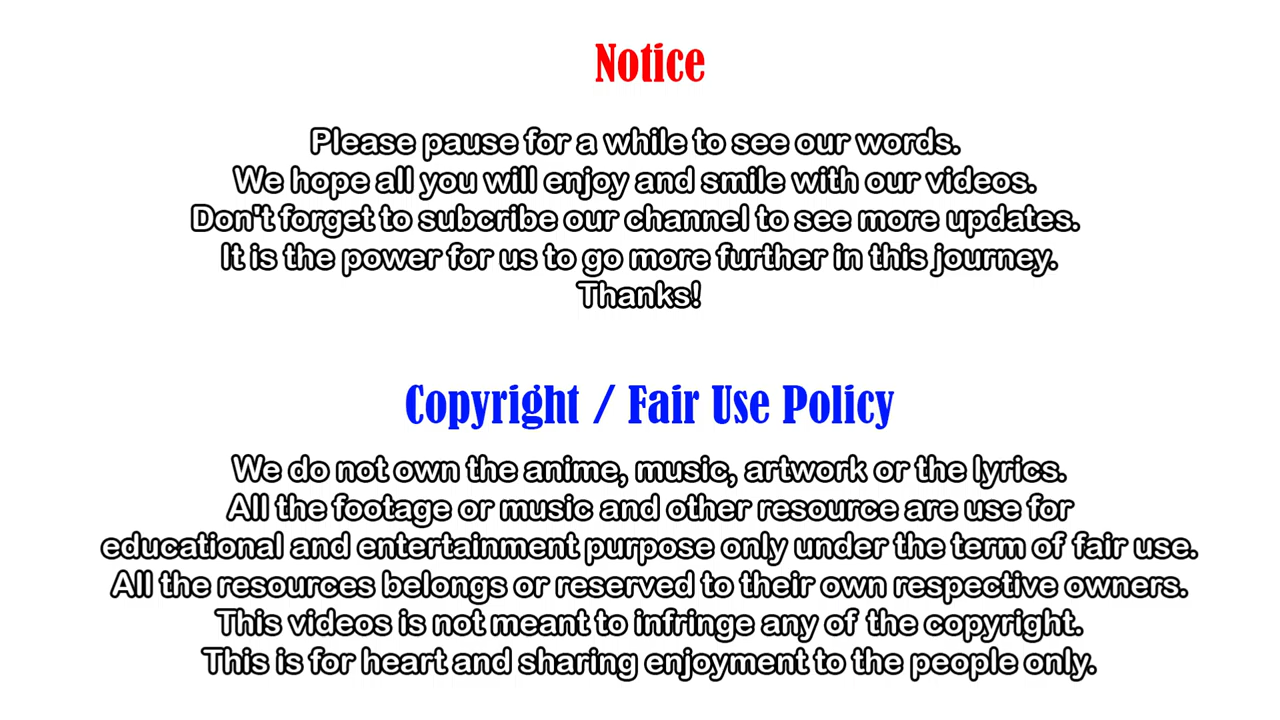 Notice
Please pause for a while to see our words.
We hope all you will enjoy and smile with our videos.
Don't forget to subcribe our channel to see more updates.
It is the power for us to go more further in this journey.
Thanks!
Copyright / Fair Use Policy
We do not own the anime, music, artwork or the lyrics.
All the footage or music and other resource are use for
educational and entertainment purpose only under the term of fair use.
All the resources belongs or reserved to their own respective owners.
This videos is not meant to infringe any of the copyright.
This is for heart and sharing enjoyment to the people only.